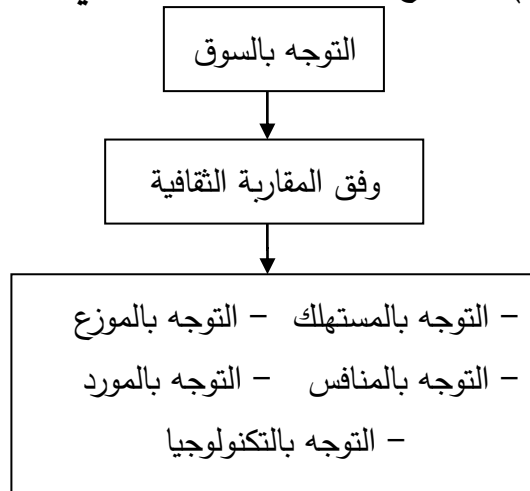 التوجه بالسوق
وفق المقاربة الثقافية
– التوجه بالمستهلك – التوجه بالموزع
– التوجه بالمنافس – التوجه بالمورد
– التوجه بالتكنولوجيا